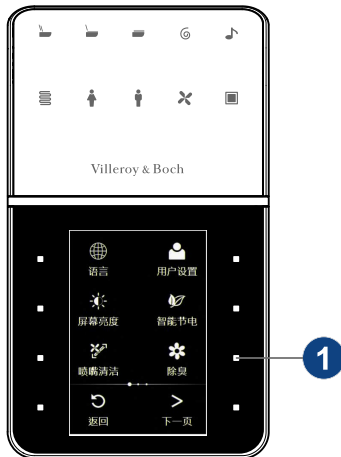 Villeroy & Boch
语言 用户设置
屏幕亮度 智能节电
喷嘴清洁 除臭
1
返回 下一页